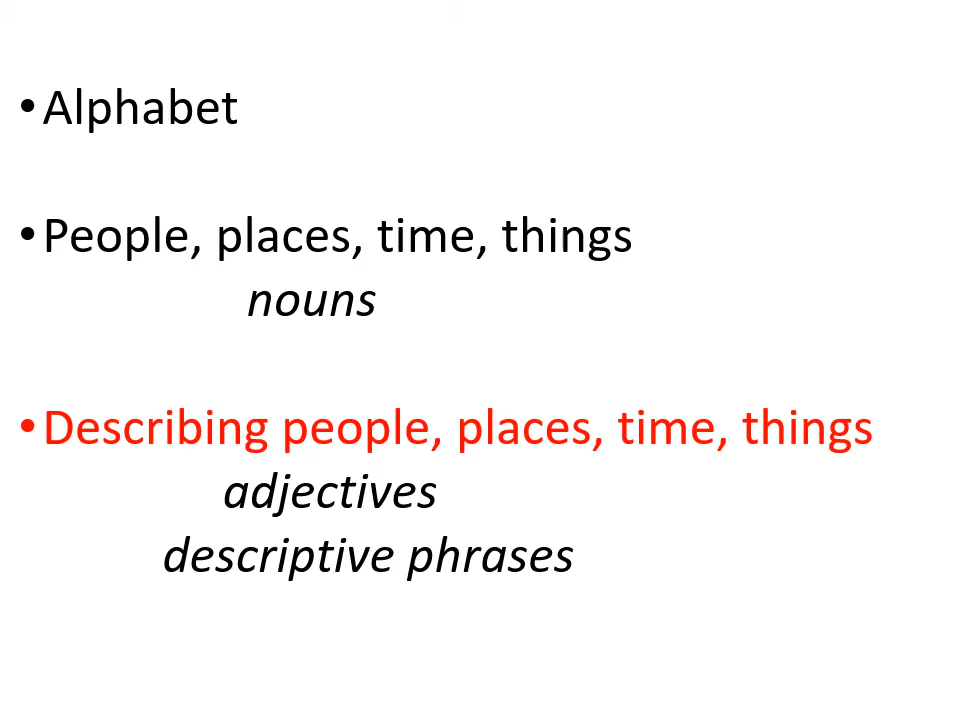 •Alphabet
•People, places, time, things
nouns
•Describing people, places, time, things
adjectives
descriptive phrases